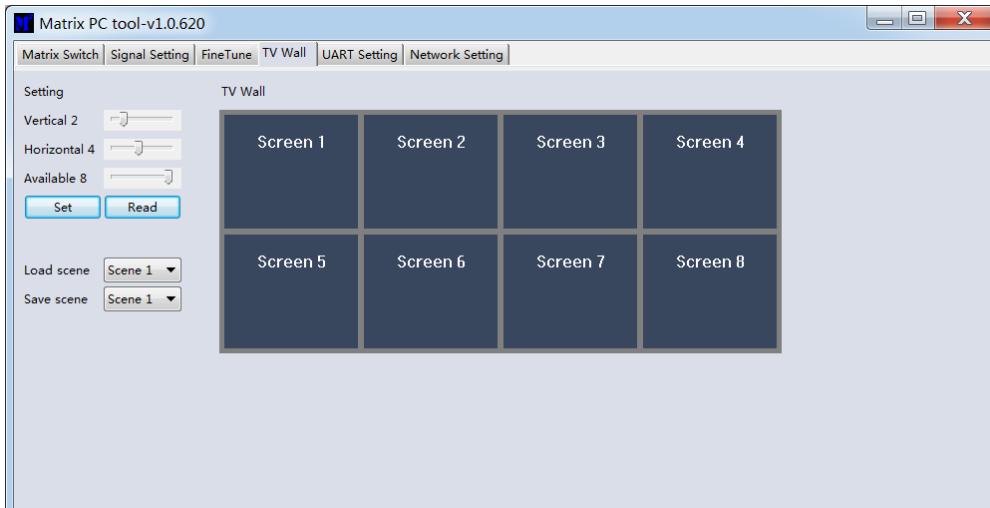 Matrix PC tool-v1.0.620
Matrix Switch Signal Setting FineTune TV Wall UART Setting Network Setting
Setting
Vertical 2
Horizontal 4
Available 8
Set Read
Load scene Scene 1
Save scene Scene 1
TV Wall
Screen 1 Screen 2 Screen 3 Screen 4
Screen 5 Screen 6 Screen 7 Screen 8